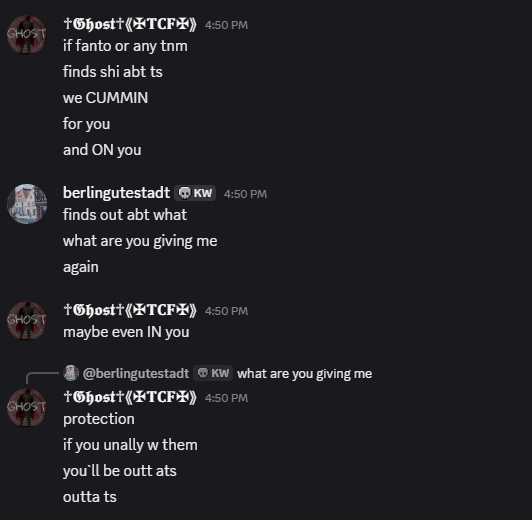 †𝕲𝖍𝖔𝖘𝖙†⟪✠𝐓𝐂𝐅✠⟫ 4:50 PM
if fanto or any tnm
finds shi abt ts
we CUMMIN
for you
and ON you
berlingutestadt 💀 KW 4:50 PM
finds out abt what
what are you giving me
again
†𝕲𝖍𝖔𝖘𝖙†⟪✠𝐓𝐂𝐅✠⟫ 4:50 PM
maybe even IN you
@berlingutestadt 💀 KW what are you giving me
†𝕲𝖍𝖔𝖘𝖙†⟪✠𝐓𝐂𝐅✠⟫ 4:50 PM
protection
if you unally w them
you`ll be outt ats
outta ts